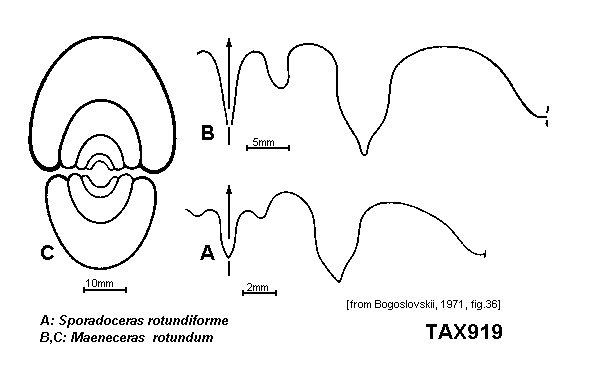 B
5mm
C
A
10mm
2mm
[from Bogoslovskii, 1971, fig.36]
A: Sporadoceras rotundiforme
B,C: Maeneceras rotundum
TAX919